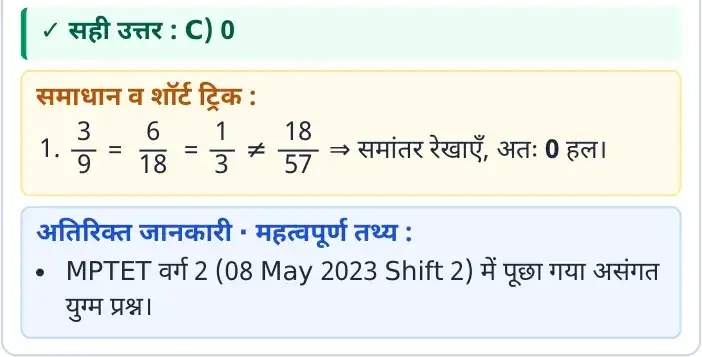 ✓ सही उत्तर : C) 0
समाधान व शॉर्ट ट्रिक :
1. 3/9 = 6/18 = 1/3 ≠ 18/57 ⇒ समांतर रेखाएँ, अतः 0 हल।
अतिरिक्त जानकारी · महत्वपूर्ण तथ्य :
• MPTET वर्ग 2 (08 May 2023 Shift 2) में पूछा गया असंगत
युग्म प्रश्न।